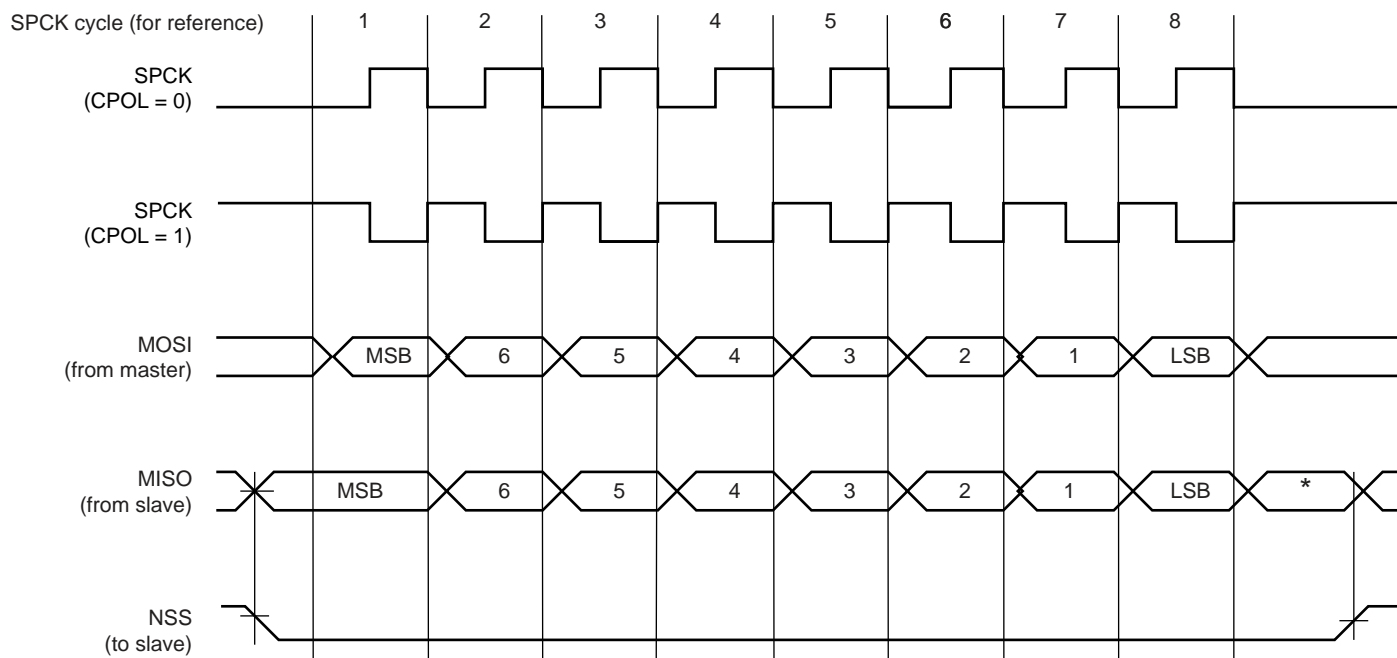 SPCK cycle (for reference) 1 2 3 4 5 6 7 8
SPCK
(CPOL = 0)
SPCK
(CPOL = 1)
MOSI
(from master)
MSB 6 5 4 3 2 1 LSB
MISO
(from slave)
MSB 6 5 4 3 2 1 LSB *
NSS
(to slave)